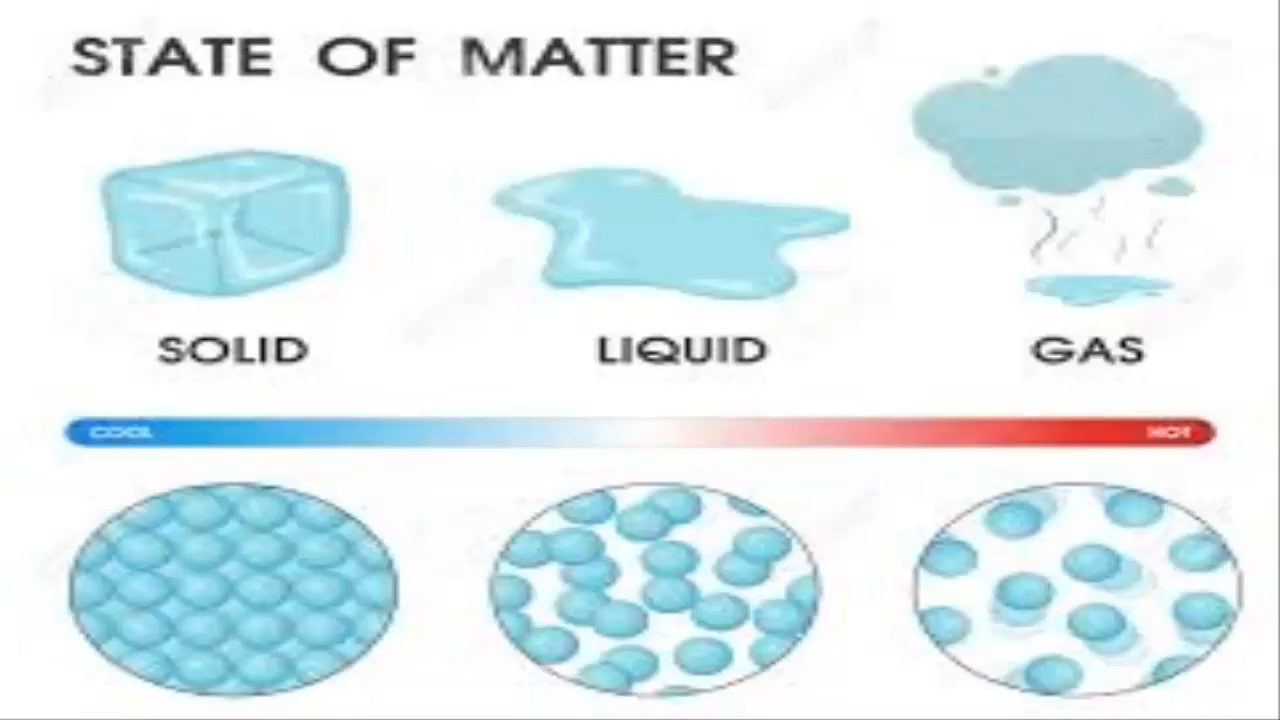 STATE OF MATTER
SOLID
LIQUID
GAS
COOL
HOT